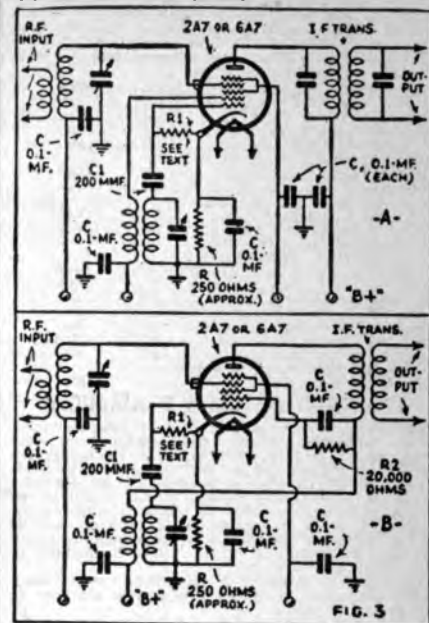 2A7 OR 6A7
R.F.
INPUT
I.F TRANS.
OUT-
PUT
C
0.1-
MF.
R1
SEE
TEXT
C1
200 MMF.
C, 0.1-MF.
(EACH)
C
0.1-MF.
C
0.1-
MF
R
250 OHMS
(APPROX.)
-A-
"B+"
2A7 OR 6A7
R.F.
INPUT
I.F. TRANS.
OUT-
PUT
C
0.1-
MF.
R1
SEE
TEXT
C1
200 MMF.
C
0.1-
MF.
R2
20,000
OHMS
-B-
C
0.1-MF.
C
0.1-
MF.
C
0.1-
MF.
R
250 OHMS
(APPROX.)
"B+"
FIG. 3